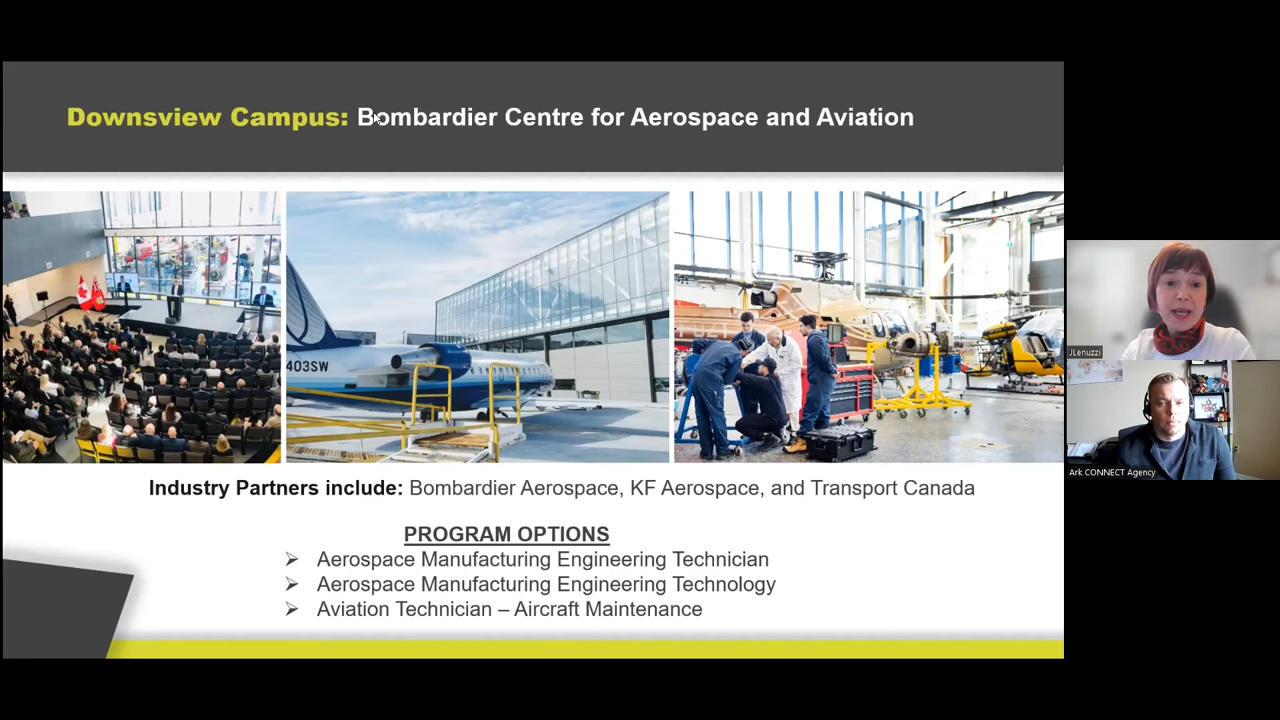 Downsview Campus: Bombardier Centre for Aerospace and Aviation
403SW
JLenuzzi
Ark CONNECT Agency
Industry Partners include: Bombardier Aerospace, KF Aerospace, and Transport Canada
PROGRAM OPTIONS
➢ Aerospace Manufacturing Engineering Technician
➢ Aerospace Manufacturing Engineering Technology
➢ Aviation Technician – Aircraft Maintenance